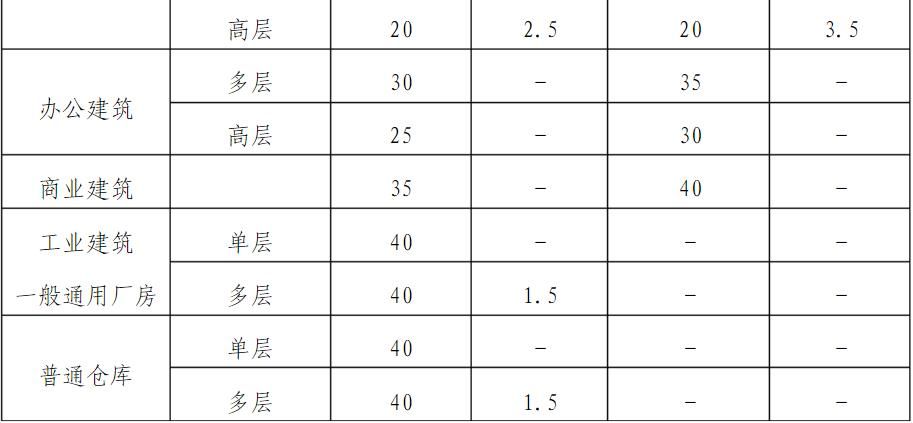 高层 20 2.5 20 3.5
办公建筑 多层 30 - 35 -
高层 25 - 30 -
商业建筑 35 - 40 -
工业建筑 单层 40 - - -
一般通用厂房 多层 40 1.5 - -
普通仓库 单层 40 - - -
多层 40 1.5 - -